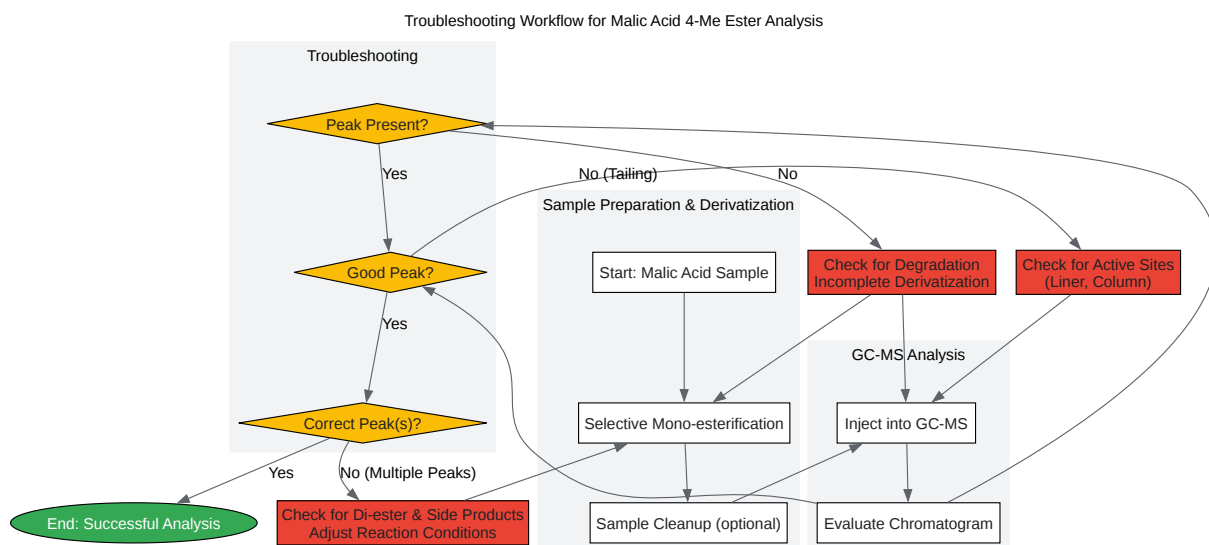 Troubleshooting Workflow for Malic Acid 4-Me Ester Analysis
Troubleshooting
Peak Present?
Yes
No (Tailing)
No
Sample Preparation & Derivatization
Good Peak?
Start: Malic Acid Sample
Check for Degradation
Incomplete Derivatization
Check for Active Sites
(Liner, Column)
Yes
GC-MS Analysis
Correct Peak(s)?
Selective Mono-esterification
Inject into GC-MS
Yes
No (Multiple Peaks)
End: Successful Analysis
Check for Di-ester & Side Products
Adjust Reaction Conditions
Sample Cleanup (optional)
Evaluate Chromatogram